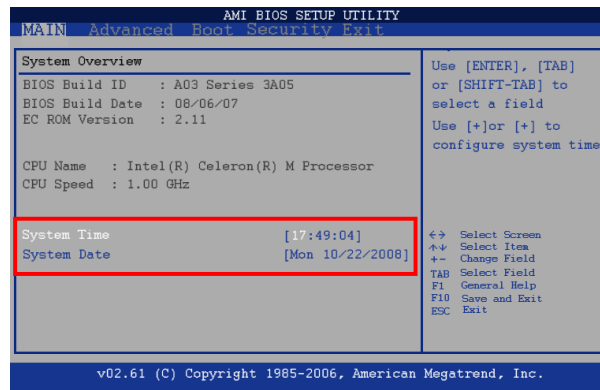 AMI BIOS SETUP UTILITY
MAIN Advanced Boot Security Exit
System Overview
BIOS Build ID : A03 Series 3A05
BIOS Build Date : 08/06/07
EC ROM Version : 2.11
CPU Name : Intel(R) Celeron(R) M Processor
CPU Speed : 1.00 GHz
System Time [17:49:04]
System Date [Mon 10/22/2008]
Use [ENTER], [TAB]
or [SHIFT-TAB] to
select a field
Use [+]or [+] to
configure system time
←→ Select Screen
↑↓ Select Item
+- Change Field
TAB Select Field
F1 General Help
F10 Save and Exit
ESC Exit
v02.61 (C) Copyright 1985-2006, American Megatrend, Inc.